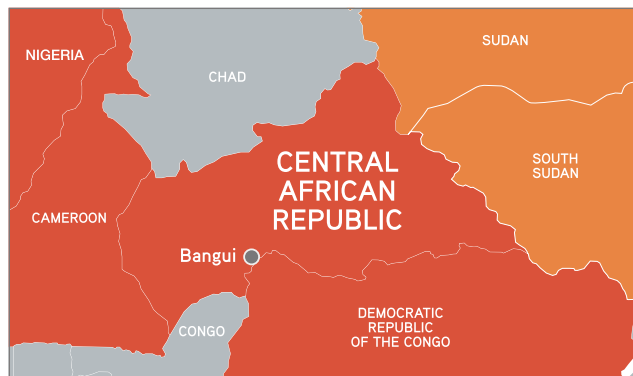 SUDAN
NIGERIA
CHAD
CENTRAL
AFRICAN
REPUBLIC
SOUTH
SUDAN
CAMEROON
Bangui
DEMOCRATIC
REPUBLIC
OF THE CONGO
CONGO